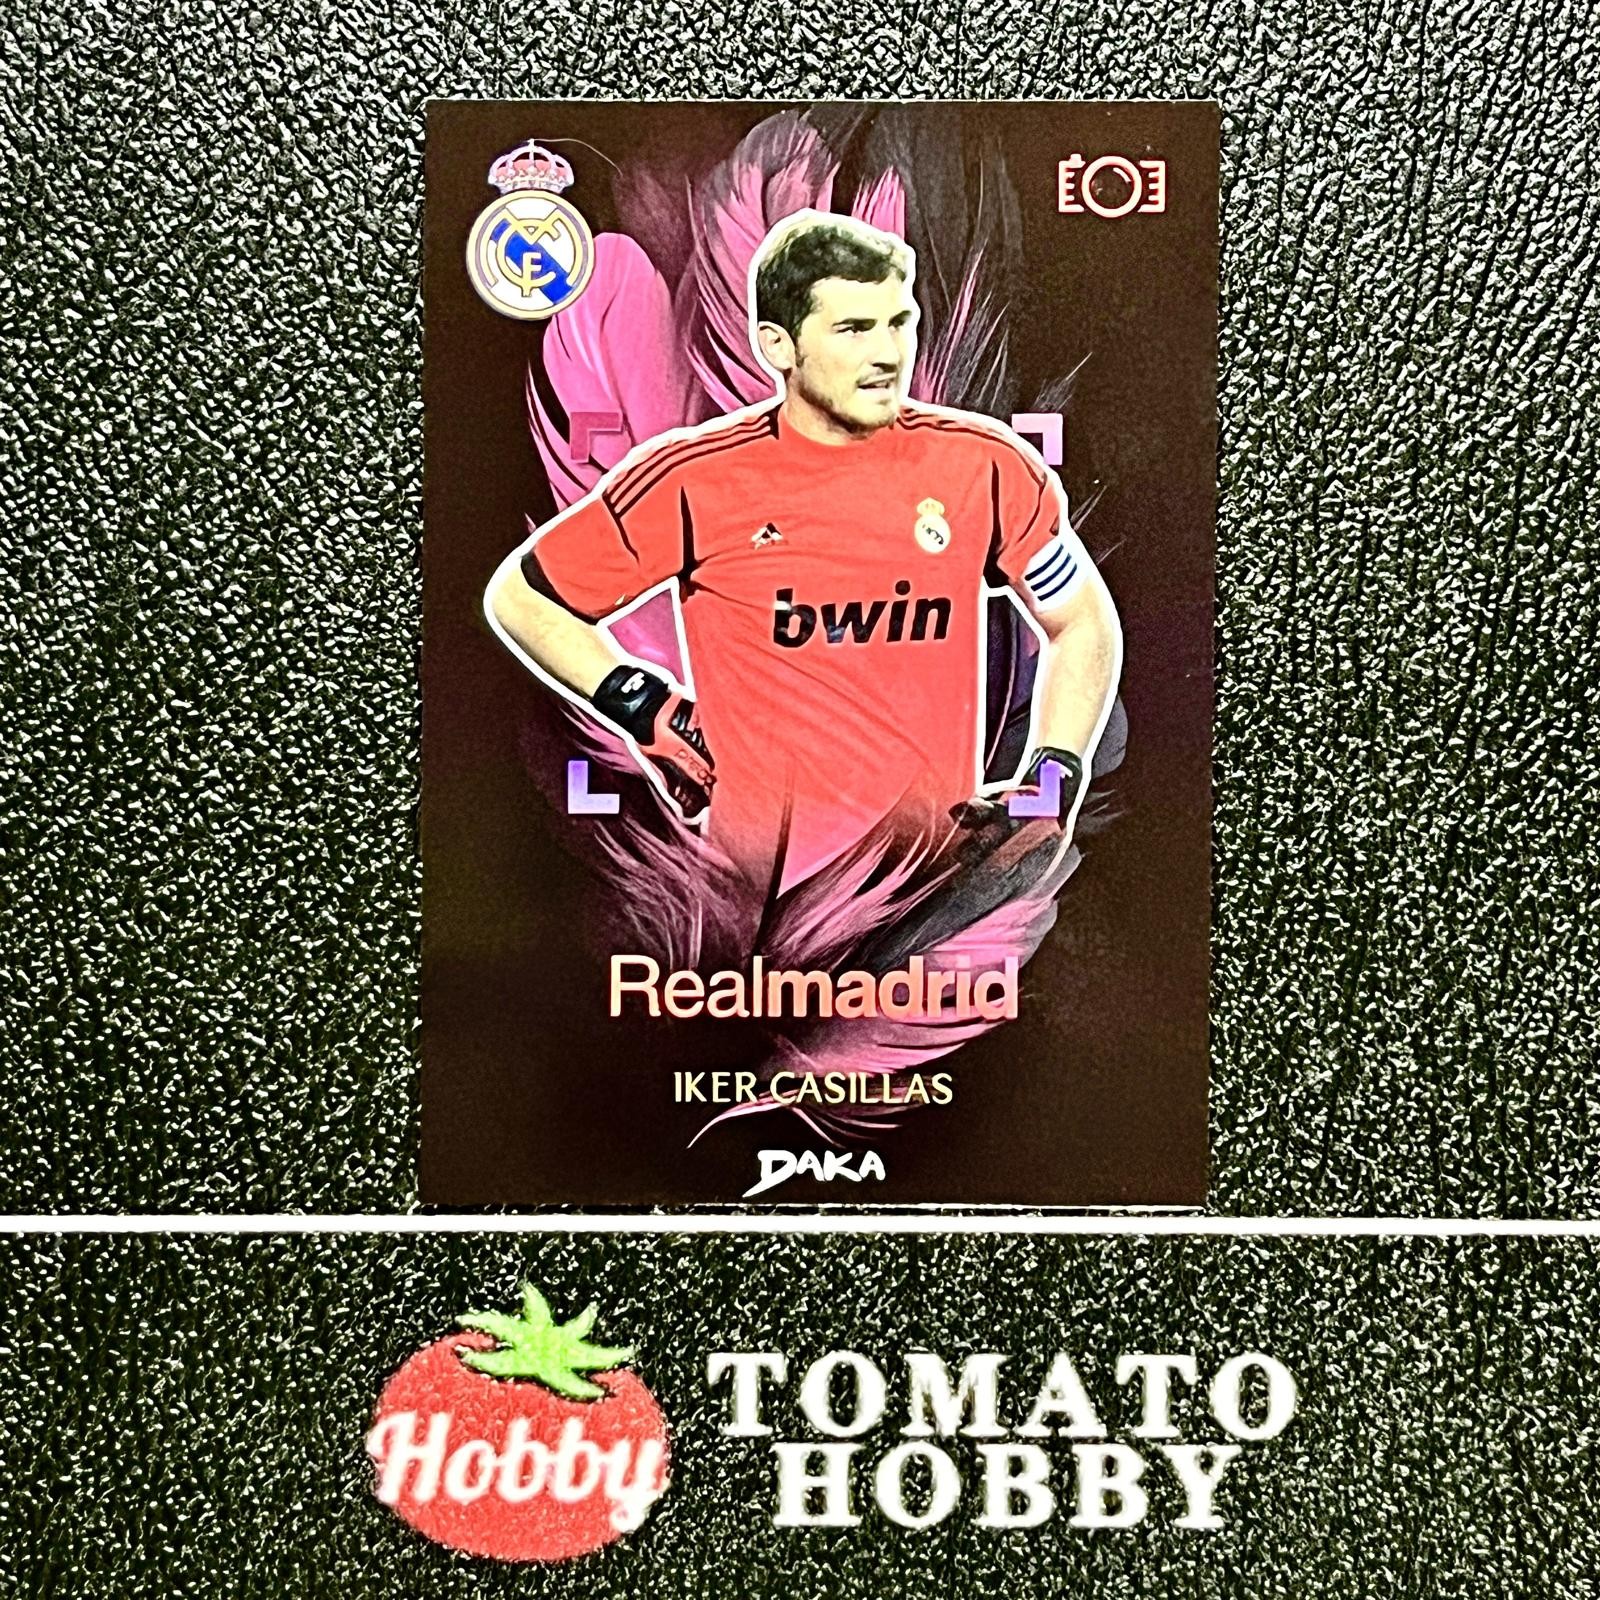 bwin
Realmadrid
IKER CASILLAS
DAKA
Hobby
TOMATO
HOBBY